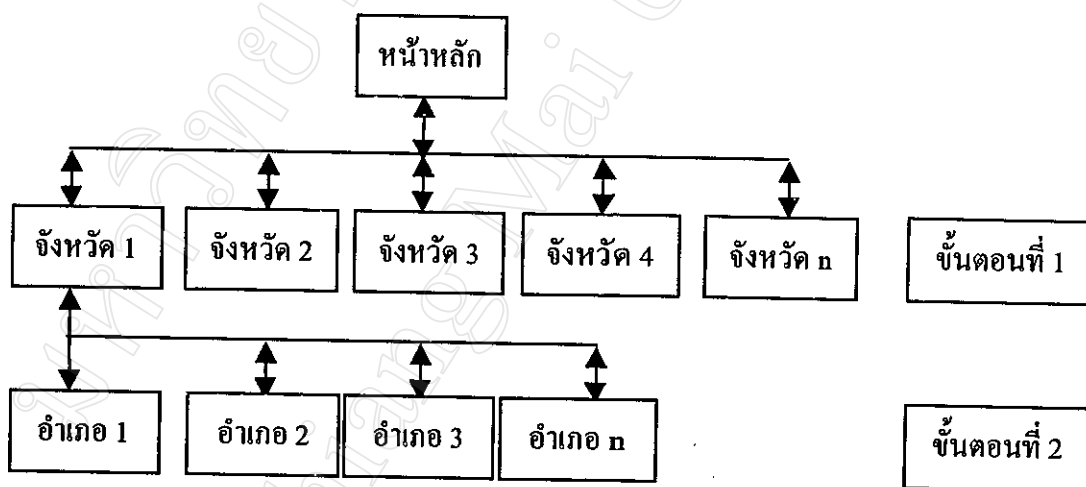 หน้าหลัก
จังหวัด 1
จังหวัด 2
จังหวัด 3
จังหวัด 4
จังหวัด n
ขั้นตอนที่ 1
อำเภอ 1
อำเภอ 2
อำเภอ 3
อำเภอ n
ขั้นตอนที่ 2